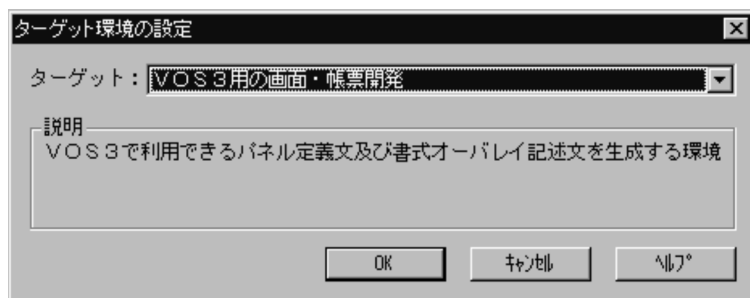 ターゲット環境の設定
ターゲット：VOS3用の画面・帳票開発
説明
VOS3で利用できるパネル定義文及び書式オーバレイ記述文を生成する環境
OK ｷｬﾝｾﾙ ﾍﾙﾌﾟ